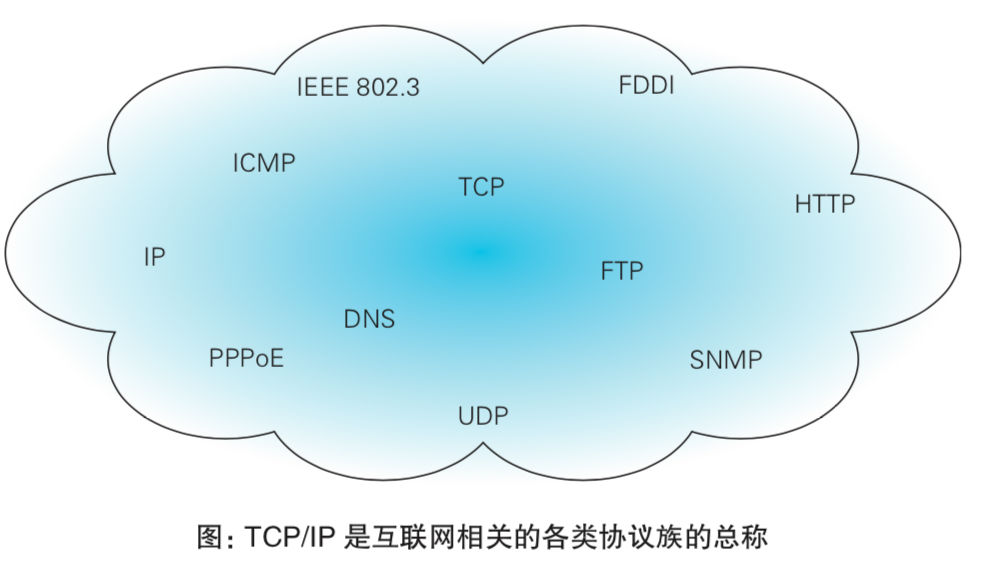 IEEE 802.3
FDDI
ICMP
TCP
HTTP
IP
FTP
DNS
PPPoE
SNMP
UDP
图：TCP/IP 是互联网相关的各类协议族的总称